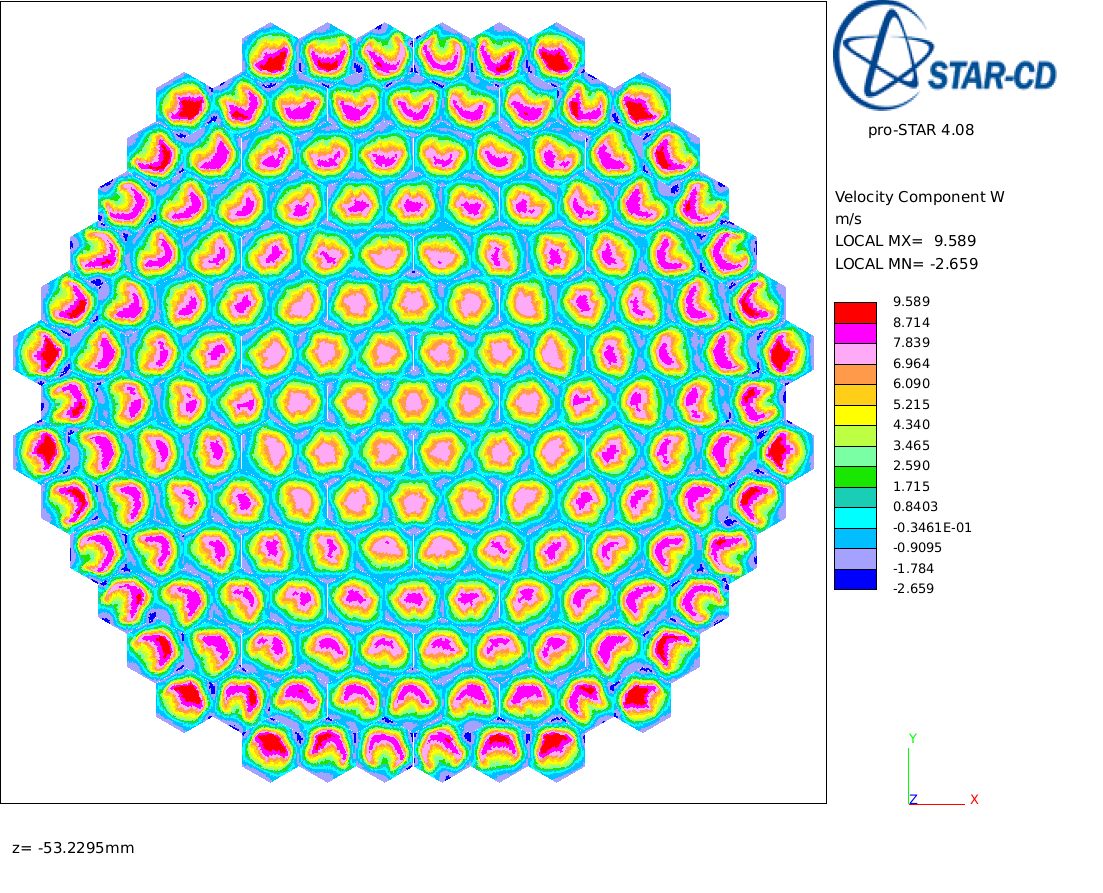 STAR-CD
pro-STAR 4.08
Velocity Component W
m/s
LOCAL MX= 9.589
LOCAL MN= -2.659
9.589
8.714
7.839
6.964
6.090
5.215
4.340
3.465
2.590
1.715
0.8403
-0.3461E-01
-0.9095
-1.784
-2.659
Y
Z X
z= -53.2295mm